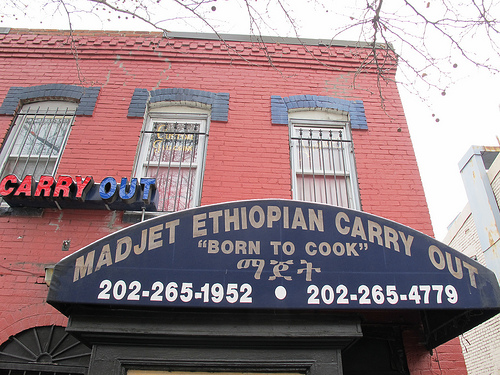 CARRY OUT
MADJET ETHIOPIAN CARRY OUT
"BORN TO COOK"
ማጀት
202-265-1952 • 202-265-4779